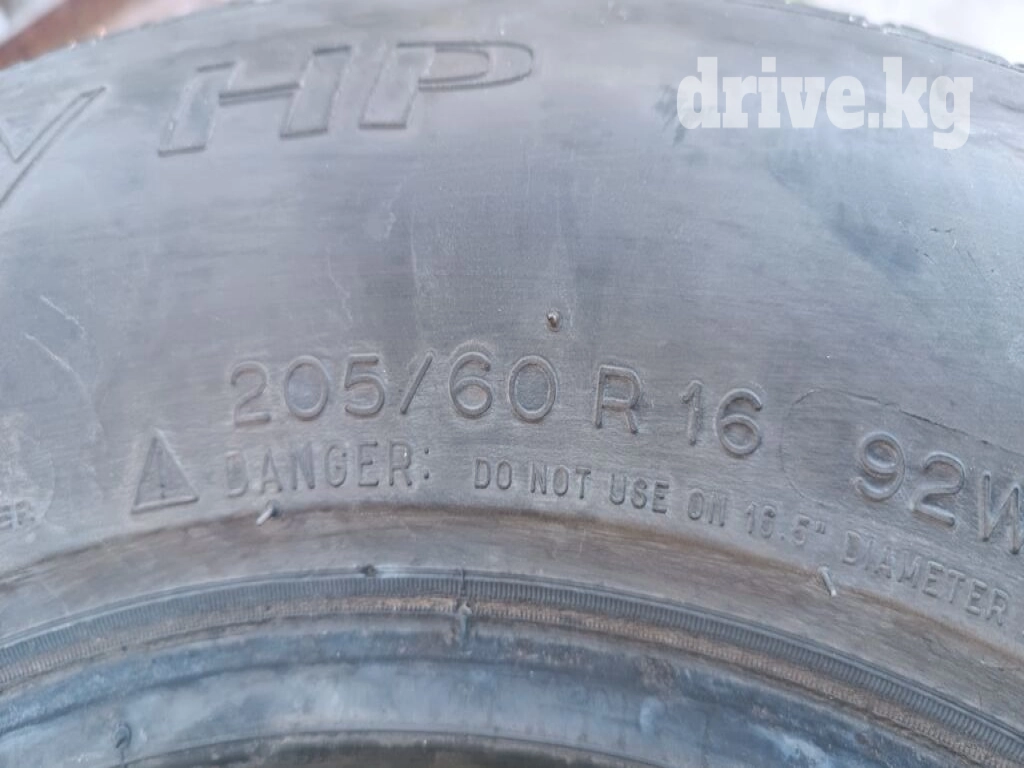 HP
drive.kg
205/60 R 16 92W
DANGER: DO NOT USE ON 16.5" DIAMETER